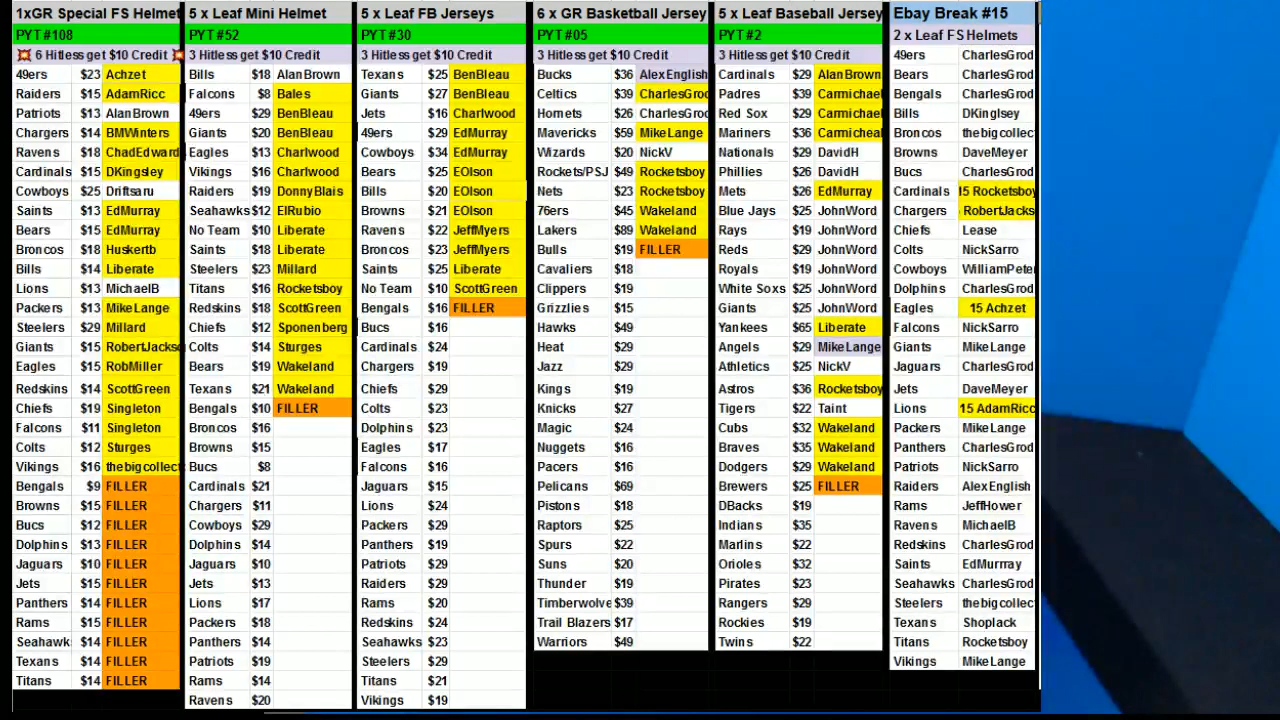 1xGR Special FS Helmet
PYT #108
6 Hitless get $10 Credit
49ers $23 Achzet
Raiders $15 AdamRicc
Patriots $13 AlanBrown
Chargers $14 BMWinters
Ravens $18 ChadEdward
Cardinals $15 DKingsley
Cowboys $25 Driftsaru
Saints $13 EdMurray
Bears $15 EdMurray
Broncos $18 Huskertb
Bills $14 Liberate
Lions $13 MichaelB
Packers $13 MikeLange
Steelers $29 Millard
Giants $15 RobertJackso
Eagles $15 RobMiller
Redskins $14 ScottGreen
Chiefs $19 Singleton
Falcons $11 Singleton
Colts $12 Sturges
Vikings $16 thebigcollect
Bengals $9 FILLER
Browns $15 FILLER
Bucs $12 FILLER
Dolphins $13 FILLER
Jaguars $10 FILLER
Jets $15 FILLER
Panthers $14 FILLER
Rams $15 FILLER
Seahawk $14 FILLER
Texans $14 FILLER
Titans $14 FILLER
5 x Leaf Mini Helmet
PYT #52
3 Hitless get $10 Credit
Bills $18 AlanBrown
Falcons $8 Bales
49ers $29 BenBleau
Giants $20 BenBleau
Eagles $13 Charlwood
Vikings $16 Charlwood
Raiders $19 DonnyBlais
Seahawks $12 ElRubio
No Team $10 Liberate
Saints $18 Liberate
Steelers $23 Millard
Titans $16 Rocketsboy
Redskins $18 ScottGreen
Chiefs $12 Sponenberg
Colts $14 Sturges
Bears $19 Wakeland
Texans $21 Wakeland
Bengals $10 FILLER
Broncos $16
Browns $15
Bucs $8
Cardinals $21
Chargers $11
Cowboys $29
Dolphins $14
Jaguars $10
Jets $13
Lions $17
Packers $18
Panthers $14
Patriots $19
Rams $14
Ravens $20
5 x Leaf FB Jerseys
PYT #30
3 Hitless get $10 Credit
Texans $25 BenBleau
Giants $27 BenBleau
Jets $16 Charlwood
49ers $29 EdMurray
Cowboys $34 EdMurray
Bears $25 EOlson
Bills $20 EOlson
Browns $21 EOlson
Ravens $22 JeffMyers
Broncos $23 JeffMyers
Saints $25 Liberate
No Team $10 ScottGreen
Bengals $16 FILLER
Bucs $16
Cardinals $24
Chargers $19
Chiefs $29
Colts $23
Dolphins $23
Eagles $17
Falcons $16
Jaguars $15
Lions $24
Packers $29
Panthers $19
Patriots $29
Raiders $29
Rams $20
Redskins $24
Seahawks $23
Steelers $29
Titans $21
Vikings $19
6 x GR Basketball Jersey
PYT #05
3 Hitless get $10 Credit
Bucks $36 AlexEnglish
Celtics $39 CharlesGrod
Hornets $26 CharlesGrod
Mavericks $59 MikeLange
Wizards $20 NickV
Rockets/PSJ $49 Rocketsboy
Nets $23 Rocketsboy
76ers $45 Wakeland
Lakers $89 Wakeland
Bulls $19 FILLER
Cavaliers $18
Clippers $19
Grizzlies $15
Hawks $49
Heat $29
Jazz $29
Kings $19
Knicks $27
Magic $24
Nuggets $16
Pacers $16
Pelicans $69
Pistons $18
Raptors $25
Spurs $22
Suns $20
Thunder $19
Timberwolve $39
Trail Blazers $17
Warriors $49
5 x Leaf Baseball Jersey
PYT #2
3 Hitless get $10 Credit
Cardinals $29 AlanBrown
Padres $39 Carmichael
Red Sox $29 Carmichael
Mariners $36 Carmicheal
Nationals $29 DavidH
Phillies $26 DavidH
Mets $26 EdMurray
Blue Jays $25 JohnWord
Rays $19 JohnWord
Reds $29 JohnWord
Royals $19 JohnWord
White Soxs $25 JohnWord
Giants $25 JohnWord
Yankees $65 Liberate
Angels $29 MikeLange
Athletics $25 NickV
Astros $36 Rocketsboy
Tigers $22 Taint
Cubs $32 Wakeland
Braves $35 Wakeland
Dodgers $29 Wakeland
Brewers $25 FILLER
DBacks $19
Indians $35
Marlins $22
Orioles $32
Pirates $23
Rangers $29
Rockies $19
Twins $22
Ebay Break #15
2 x Leaf FS Helmets
49ers CharlesGrod
Bears CharlesGrod
Bengals CharlesGrod
Bills DKingsley
Broncos thebigcollec
Browns DaveMeyer
Bucs CharlesGrod
Cardinals 15 Rocketsboy
Chargers RobertJacks
Chiefs Lease
Colts NickSarro
Cowboys WilliamPete
Dolphins CharlesGrod
Eagles 15 Achzet
Falcons NickSarro
Giants MikeLange
Jaguars CharlesGrod
Jets DaveMeyer
Lions 15 AdamRicc
Packers MikeLange
Panthers CharlesGrod
Patriots NickSarro
Raiders AlexEnglish
Rams JeffHower
Ravens MichaelB
Redskins CharlesGrod
Saints EdMurrray
Seahawks CharlesGrod
Steelers thebigcollec
Texans Shoplack
Titans Rocketsboy
Vikings MikeLange